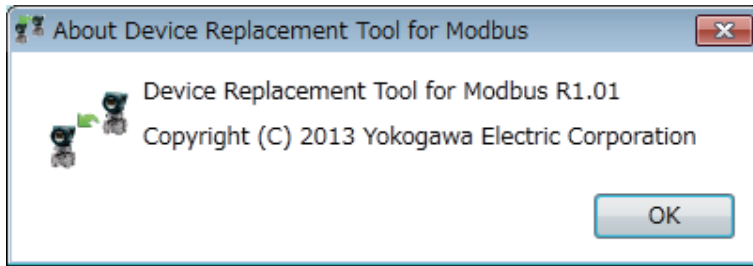 About Device Replacement Tool for Modbus
Device Replacement Tool for Modbus R1.01
Copyright (C) 2013 Yokogawa Electric Corporation
OK